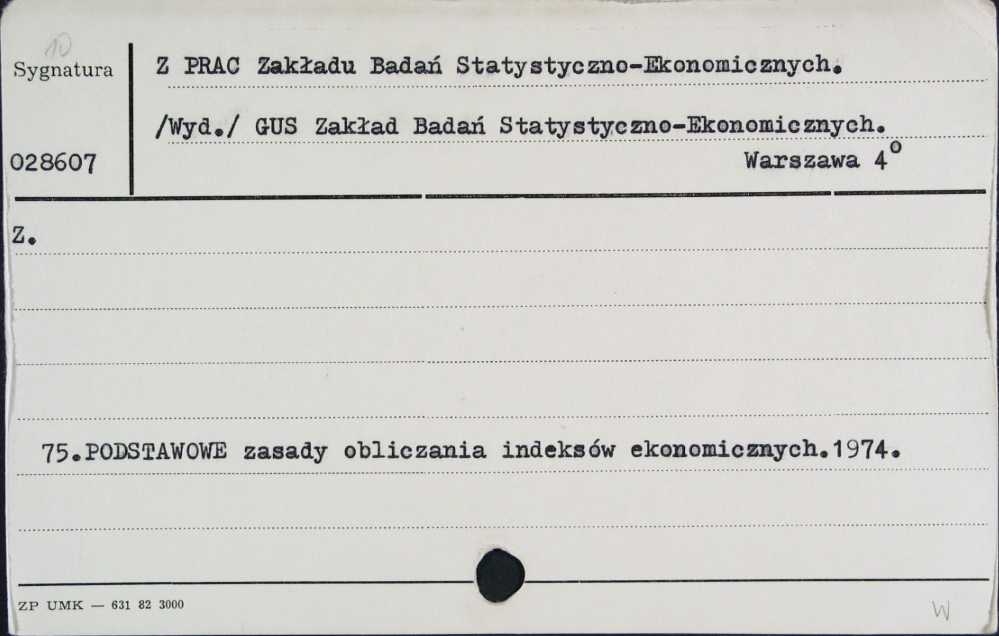 10
Sygnatura
Z PRAC Zakładu Badań Statystyczno-Ekonomicznych.
/Wyd./ GUS Zakład Badań Statystyczno-Ekonomicznych.
028607
Warszawa 4°
Z.
75.PODSTAWOWE zasady obliczania indeksów ekonomicznych.1974.
ZP UMK — 631 82 3000
W